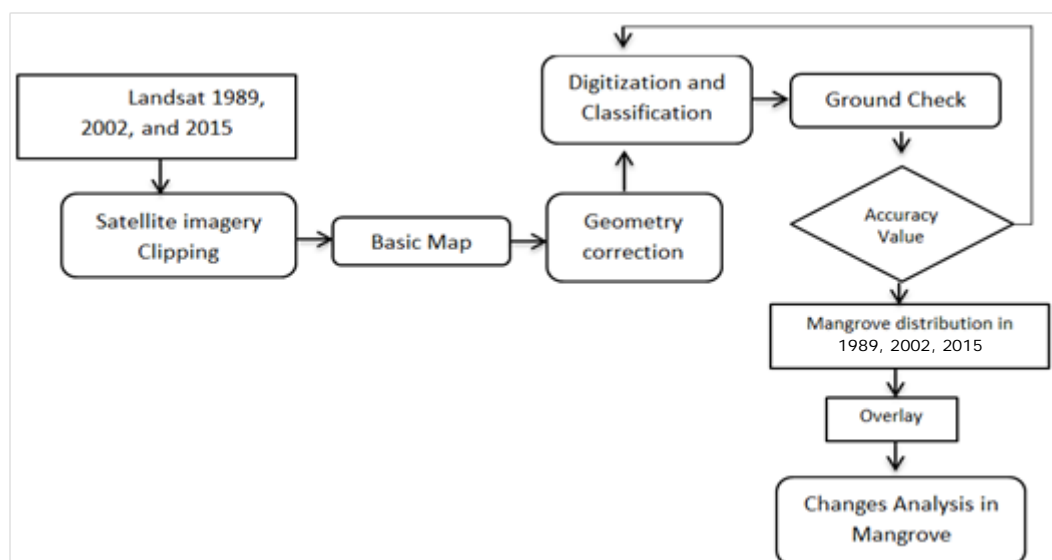 Landsat 1989,
2002, and 2015
Satellite imagery
Clipping
Basic Map
Geometry
correction
Digitization and
Classification
Ground Check
Accuracy
Value
Mangrove distribution in
1989, 2002, 2015
Overlay
Changes Analysis in
Mangrove